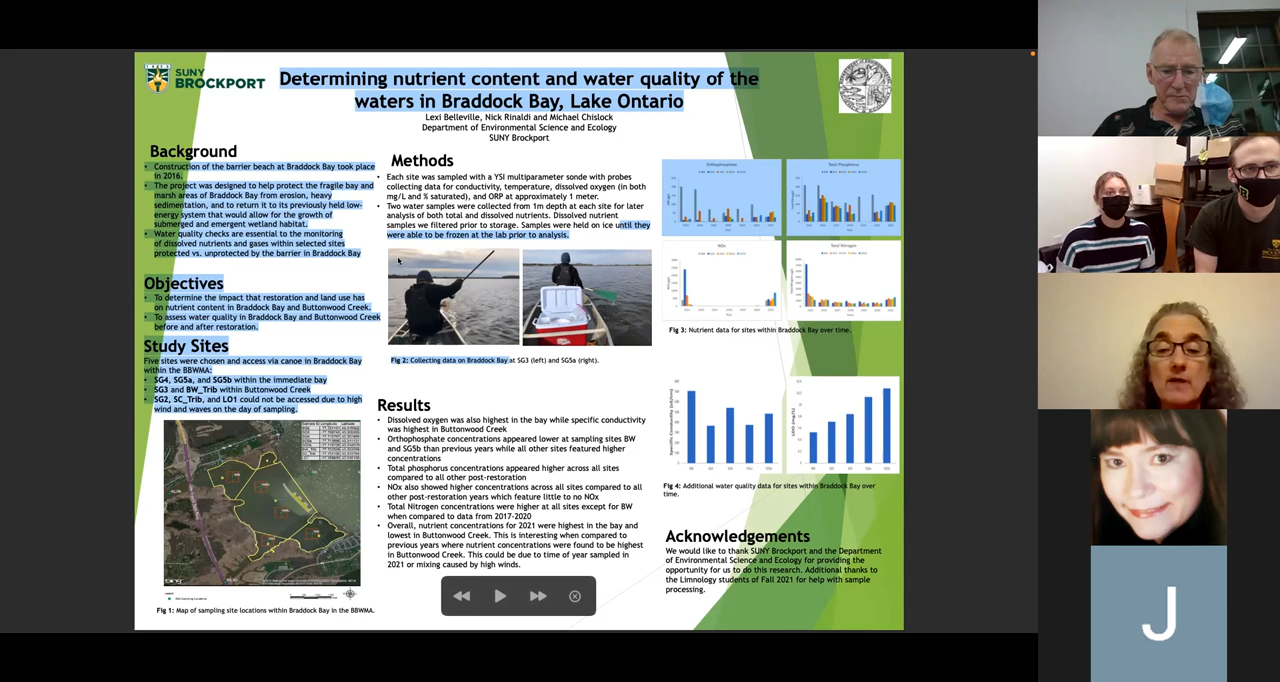 SUNY
BROCKPORT
Determining nutrient content and water quality of the
waters in Braddock Bay, Lake Ontario
Lexi Belleville, Nick Rinaldi and Michael Chislock
Department of Environmental Science and Ecology
SUNY Brockport
Background
• Construction of the barrier beach at Braddock Bay took place
in 2016.
• The project was designed to help protect the fragile bay and
marsh areas of Braddock Bay from erosion, heavy
sedimentation, and to return it to its previously held low-
energy system that would allow for the growth of
submerged and emergent wetland habitat.
• Water quality checks are essential to the monitoring
of dissolved nutrients and gases within selected sites
protected vs. unprotected by the barrier in Braddock Bay
Objectives
• To determine the impact that restoration and land use has
on nutrient content in Braddock Bay and Buttonwood Creek.
• To assess water quality in Braddock Bay and Buttonwood Creek
before and after restoration.
Study Sites
Five sites were chosen and access via canoe in Braddock Bay
within the BBWMA:
• SG4, SG5a, and SG5b within the immediate bay
• SG3 and BW_Trib within Buttonwood Creek
• SG2, SC_Trib, and LO1 could not be accessed due to high
wind and waves on the day of sampling.
bing
Fig 1: Map of sampling site locations within Braddock Bay in the BBWMA.
Methods
• Each site was sampled with a YSI multiparameter sonde with probes
collecting data for conductivity, temperature, dissolved oxygen (in both
mg/L and % saturated), and ORP at approximately 1 meter.
• Two water samples were collected from 1m depth at each site for later
analysis of both total and dissolved nutrients. Dissolved nutrient
samples we filtered prior to storage. Samples were held on ice until they
were able to be frozen at the lab prior to analysis.
Fig 2: Collecting data on Braddock Bay at SG3 (left) and SG5a (right).
Results
• Dissolved oxygen was also highest in the bay while specific conductivity
was highest in Buttonwood Creek
• Orthophosphate concentrations appeared lower at sampling sites BW
and SG5b than previous years while all other sites featured higher
concentrations
• Total phosphorus concentrations appeared higher across all sites
compared to all other post-restoration
• NOx also showed higher concentrations across all sites compared to all
other post-restoration years which feature little to no NOx
• Total Nitrogen concentrations were higher at all sites except for BW
when compared to data from 2017-2020
• Overall, nutrient concentrations for 2021 were highest in the bay and
lowest in Buttonwood Creek. This is interesting when compared to
previous years where nutrient concentrations were found to be highest
in Buttonwood Creek. This could be due to time of year sampled in
2021 or mixing caused by high winds.
Orthophosphate
Total Phosphorus
NOx
Total Nitrogen
Fig 3: Nutrient data for sites within Braddock Bay over time.
Specific Conductivity
LDO (mg/L)
Fig 4: Additional water quality data for sites within Braddock Bay over
time.
Acknowledgements
We would like to thank SUNY Brockport and the Department
of Environmental Science and Ecology for providing the
opportunity for us to do this research. Additional thanks to
the Limnology students of Fall 2021 for help with sample
processing.
J